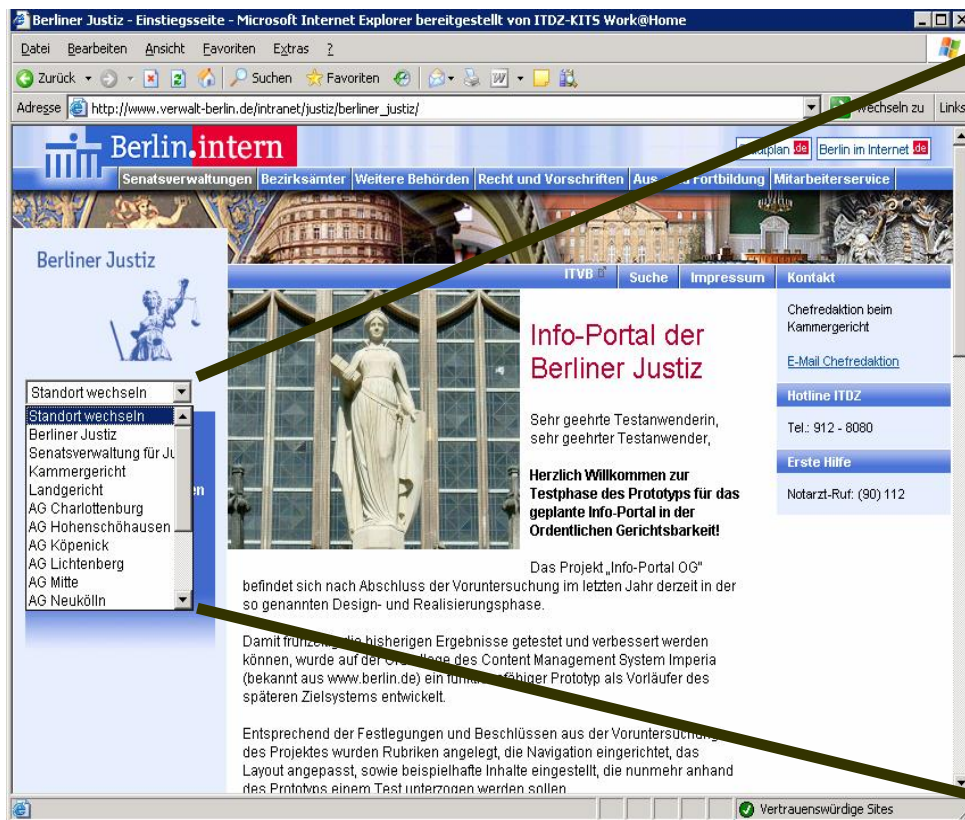 Berliner Justiz - Einstiegsseite - Microsoft Internet Explorer bereitgestellt von ITDZ-KITS Work@Home
Datei Bearbeiten Ansicht Favoriten Extras ?
Zurück Suchen Favoriten
Adresse http://www.verwalt-berlin.de/intranet/justiz/berliner_justiz/ Wechseln zu Links
Berlin.intern
.de Berlin im Internet .de
Senatsverwaltungen Bezirksämter Weitere Behörden Recht und Vorschriften Aus- Fortbildung Mitarbeiterservice
Berliner Justiz
ITVB Suche Impressum Kontakt
Standort wechseln
Standort wechseln
Berliner Justiz
Senatsverwaltung für Ju
Kammergericht
Landgericht
AG Charlottenburg
AG Hohenschöhausen
AG Köpenick
AG Lichtenberg
AG Mitte
AG Neukölln
en
Info-Portal der
Berliner Justiz
Sehr geehrte Testanwenderin,
sehr geehrter Testanwender,
Herzlich Willkommen zur
Testphase des Prototyps für das
geplante Info-Portal in der
Ordentlichen Gerichtsbarkeit!
Das Projekt „Info-Portal OG"
befindet sich nach Abschluss der Voruntersuchung im letzten Jahr derzeit in der
so genannten Design- und Realisierungsphase.
Damit die bisherigen Ergebnisse getestet und verbessert werden
können, wurde auf der des Content Management System Imperia
(bekannt aus www.berlin.de) ein Prototyp als Vorläufer des
späteren Zielsystems entwickelt.
Entsprechend der Festlegungen und Beschlüssen aus der
des Projektes wurden Rubriken angelegt, die Navigation eingerichtet, das
Layout angepasst, sowie beispielhafte Inhalte eingestellt, die nunmehr anhand
des Prototyps einem Test unterzogen werden sollen
Chefredaktion beim
Kammergericht
E-Mail Chefredaktion
Hotline ITDZ
Tel.: 912 - 8080
Erste Hilfe
Notarzt-Ruf: (90) 112
Vertrauenswürdige Sites